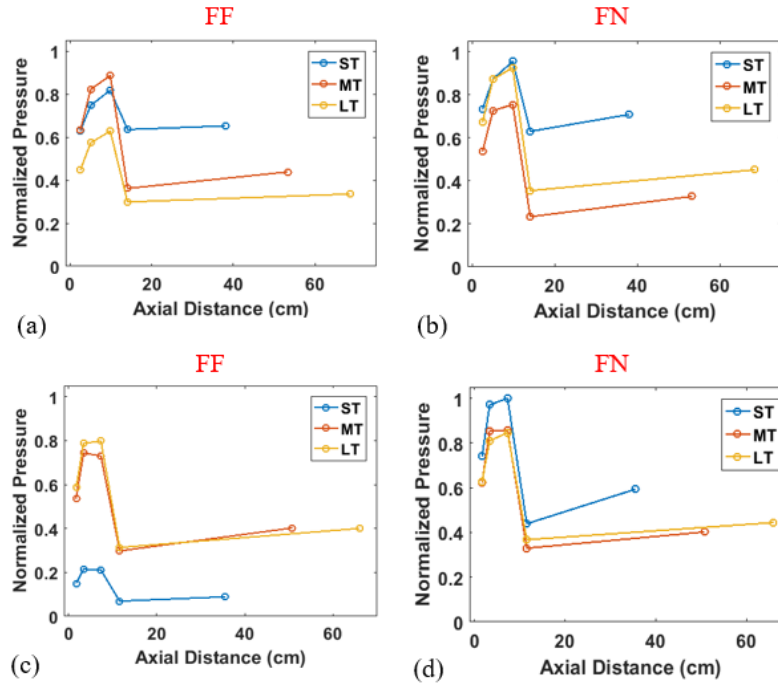 FF
1
0.8
0.6
0.4
0.2
0
0 20 40 60
Normalized Pressure
Axial Distance (cm)
ST
MT
LT
(a)
FN
1
0.8
0.6
0.4
0.2
0
0 20 40 60
Normalized Pressure
Axial Distance (cm)
ST
MT
LT
(b)
FF
1
0.8
0.6
0.4
0.2
0
0 20 40 60
Normalized Pressure
Axial Distance (cm)
ST
MT
LT
(c)
FN
1
0.8
0.6
0.4
0.2
0
0 20 40 60
Normalized Pressure
Axial Distance (cm)
ST
MT
LT
(d)